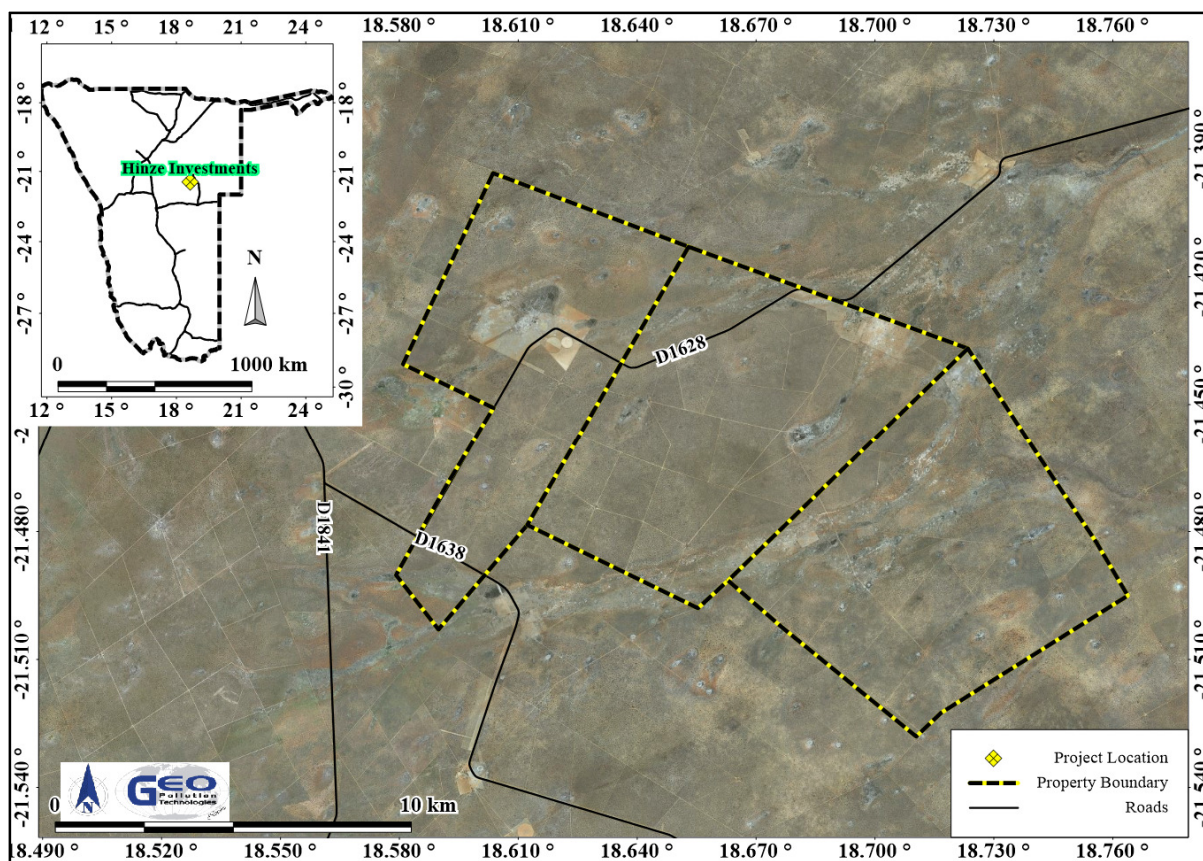 18.580 ° 18.610 ° 18.640 ° 18.670 ° 18.700 ° 18.730 ° 18.760 °
12 ° 15 ° 18 ° 21 ° 24 °
-18 °
-21 °
-24 °
-27 °
-30 °
Hinze Investments
N
0 1000 km
12 ° 15 ° 18 ° 21 ° 24 °
-2
-21.390 °
-21.420 °
-21.450 °
-21.480 °
-21.510 °
-21.540 °
D1628
D1841
D1638
-21.480 °
-21.510 °
-21.540 °
N
GEO
Pollution
Technologies
0 10 km
Project Location
Property Boundary
Roads
18.490 ° 18.520 ° 18.550 ° 18.580 ° 18.610 ° 18.640 ° 18.670 ° 18.700 ° 18.730 ° 18.760 °